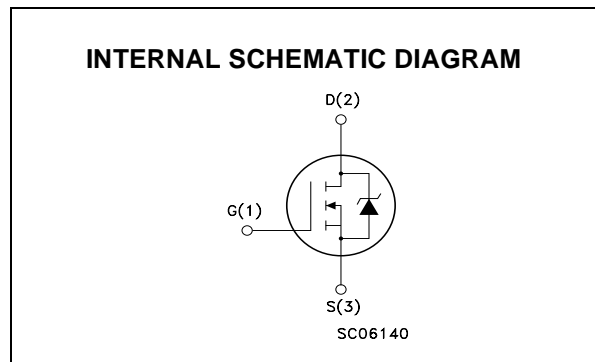 INTERNAL SCHEMATIC DIAGRAM
D(2)
G(1)
S(3)
SC06140